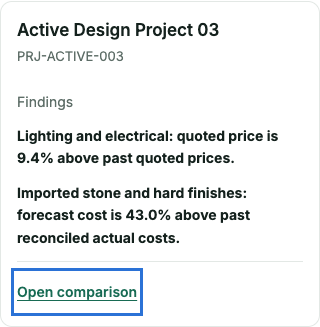 Active Design Project 03
PRJ-ACTIVE-003
Findings
Lighting and electrical: quoted price is
9.4% above past quoted prices.
Imported stone and hard finishes:
forecast cost is 43.0% above past
reconciled actual costs.
Open comparison